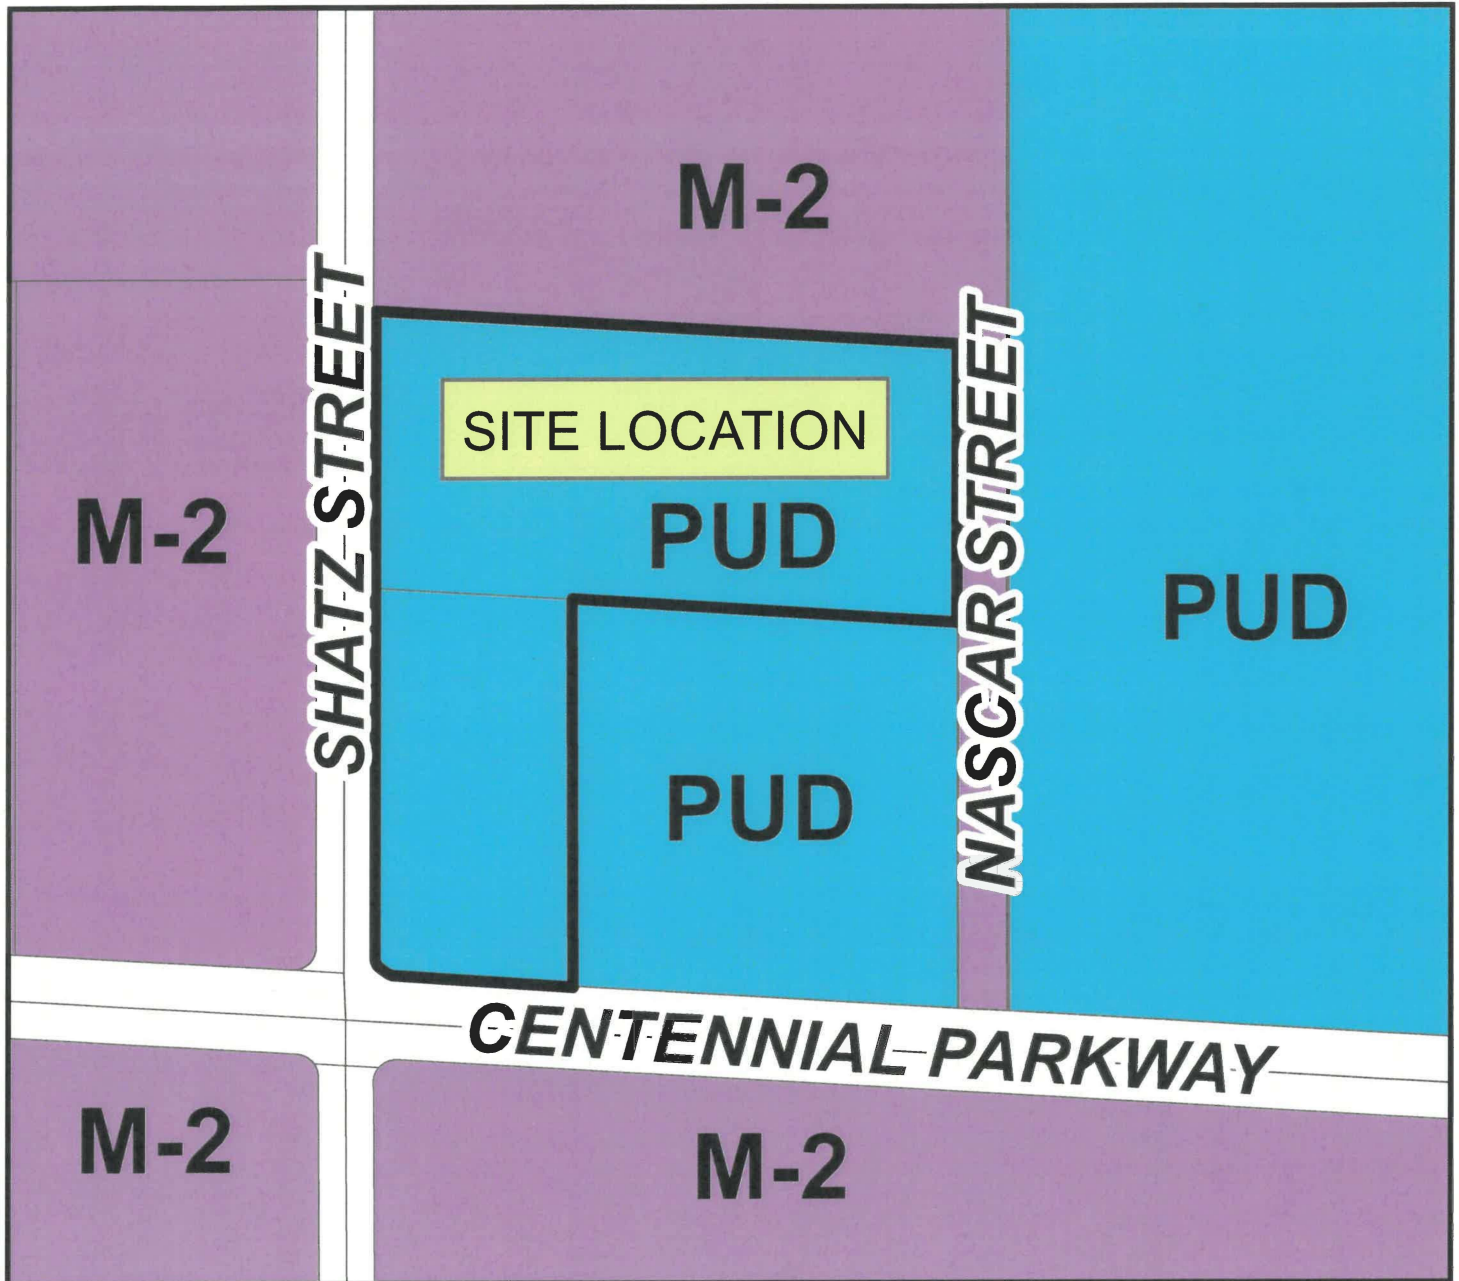 M-2
SHATZ STREET
NASCAR STREET
SITE LOCATION
M-2
PUD
PUD
PUD
CENTENNIAL PARKWAY
M-2
M-2